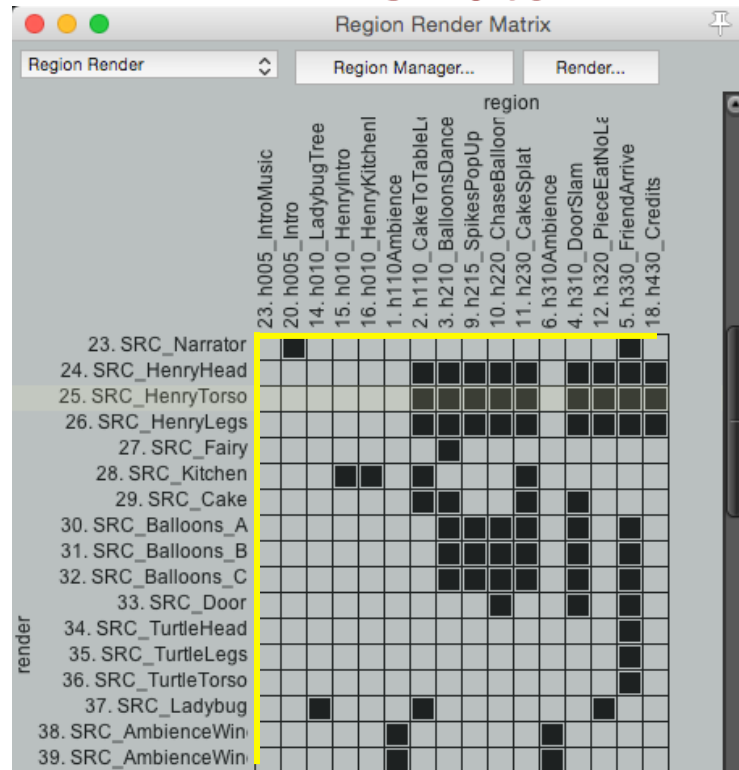 Region Render Matrix
Region Render
Region Manager...
Render...
region
23. h005_IntroMusic
20. h005_Intro
14. h010_LadybugTree
15. h010_HenryIntro
16. h010_HenryKitchenI
1. h110Ambience
2. h110_CakeToTableLo
3. h210_BalloonsDance
9. h215_SpikesPopUp
10. h220_ChaseBalloon
11. h230_CakeSplat
6. h310Ambience
4. h310_DoorSlam
12. h320_PieceEatNoLa
5. h330_FriendArrive
18. h430_Credits
render
23. SRC_Narrator
24. SRC_HenryHead
25. SRC_HenryTorso
26. SRC_HenryLegs
27. SRC_Fairy
28. SRC_Kitchen
29. SRC_Cake
30. SRC_Balloons_A
31. SRC_Balloons_B
32. SRC_Balloons_C
33. SRC_Door
34. SRC_TurtleHead
35. SRC_TurtleLegs
36. SRC_TurtleTorso
37. SRC_Ladybug
38. SRC_AmbienceWin
39. SRC_AmbienceWin